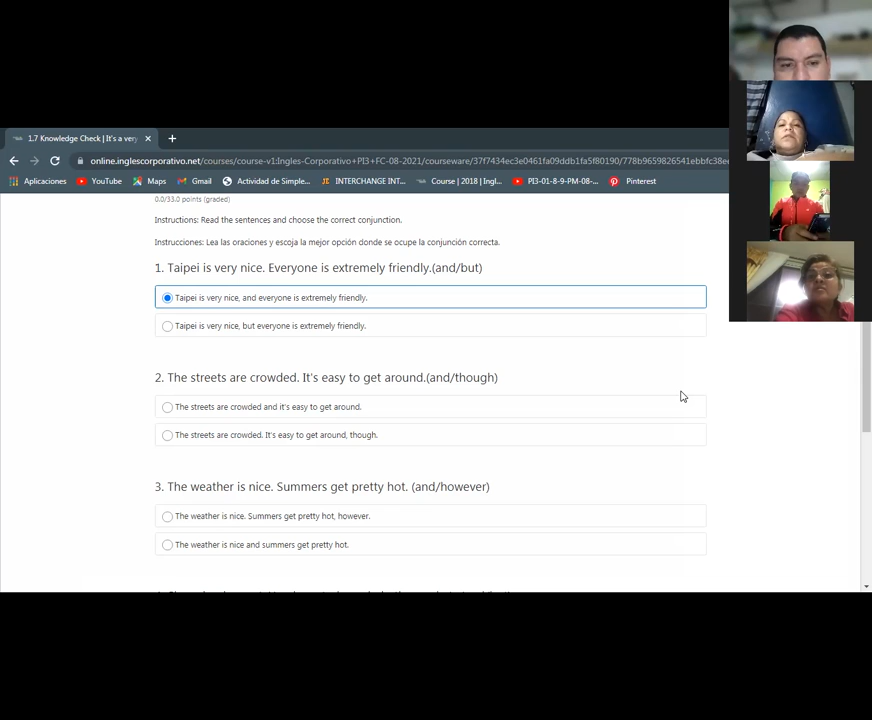 1.7 Knowledge Check | It's a very
online.inglescorporativo.net/courses/course-v1:Ingles-Corporativo+PI3+FC-08-2021/courseware/37f7434ec3e0461fa09ddb1fa5f80190/778b9659826541ebbfc38ee
Aplicaciones YouTube Maps Gmail Actividad de Simple... INTERCHANGE INT... Course | 2018 | Ingl... PI3-01-8-9-PM-08-... Pinterest
0.0/33.0 points (graded)
Instructions: Read the sentences and choose the correct conjunction.
Instrucciones: Lea las oraciones y escoja la mejor opción donde se ocupe la conjunción correcta.
1. Taipei is very nice. Everyone is extremely friendly.(and/but)
Taipei is very nice, and everyone is extremely friendly.
Taipei is very nice, but everyone is extremely friendly.
2. The streets are crowded. It's easy to get around.(and/though)
The streets are crowded and it's easy to get around.
The streets are crowded. It's easy to get around, though.
3. The weather is nice. Summers get pretty hot. (and/however)
The weather is nice. Summers get pretty hot, however.
The weather is nice and summers get pretty hot.